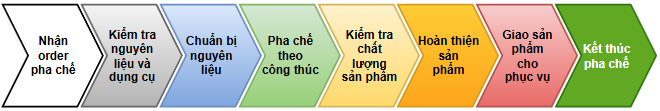 Nhận
order
pha chế
Kiểm tra
nguyên
liệu và
dụng cụ
Chuẩn bị
nguyên
liệu
Pha chế
theo
công thức
Kiểm tra
chất
lượng
sản phẩm
Hoàn thiện
sản
phẩm
Giao sản
phẩm
cho
phục vụ
Kết thúc
pha chế